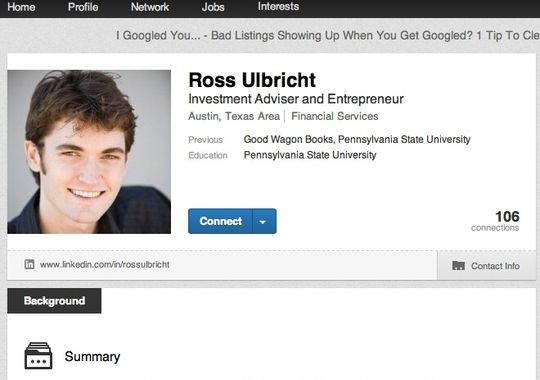 Home Profile Network Jobs Interests
I Googled You... - Bad Listings Showing Up When You Get Googled? 1 Tip To Cle
Ross Ulbricht
Investment Adviser and Entrepreneur
Austin, Texas Area | Financial Services
Previous Good Wagon Books, Pennsylvania State University
Education Pennsylvania State University
Connect
106
connections
in www.linkedin.com/in/rossulbricht
Contact Info
Background
Summary